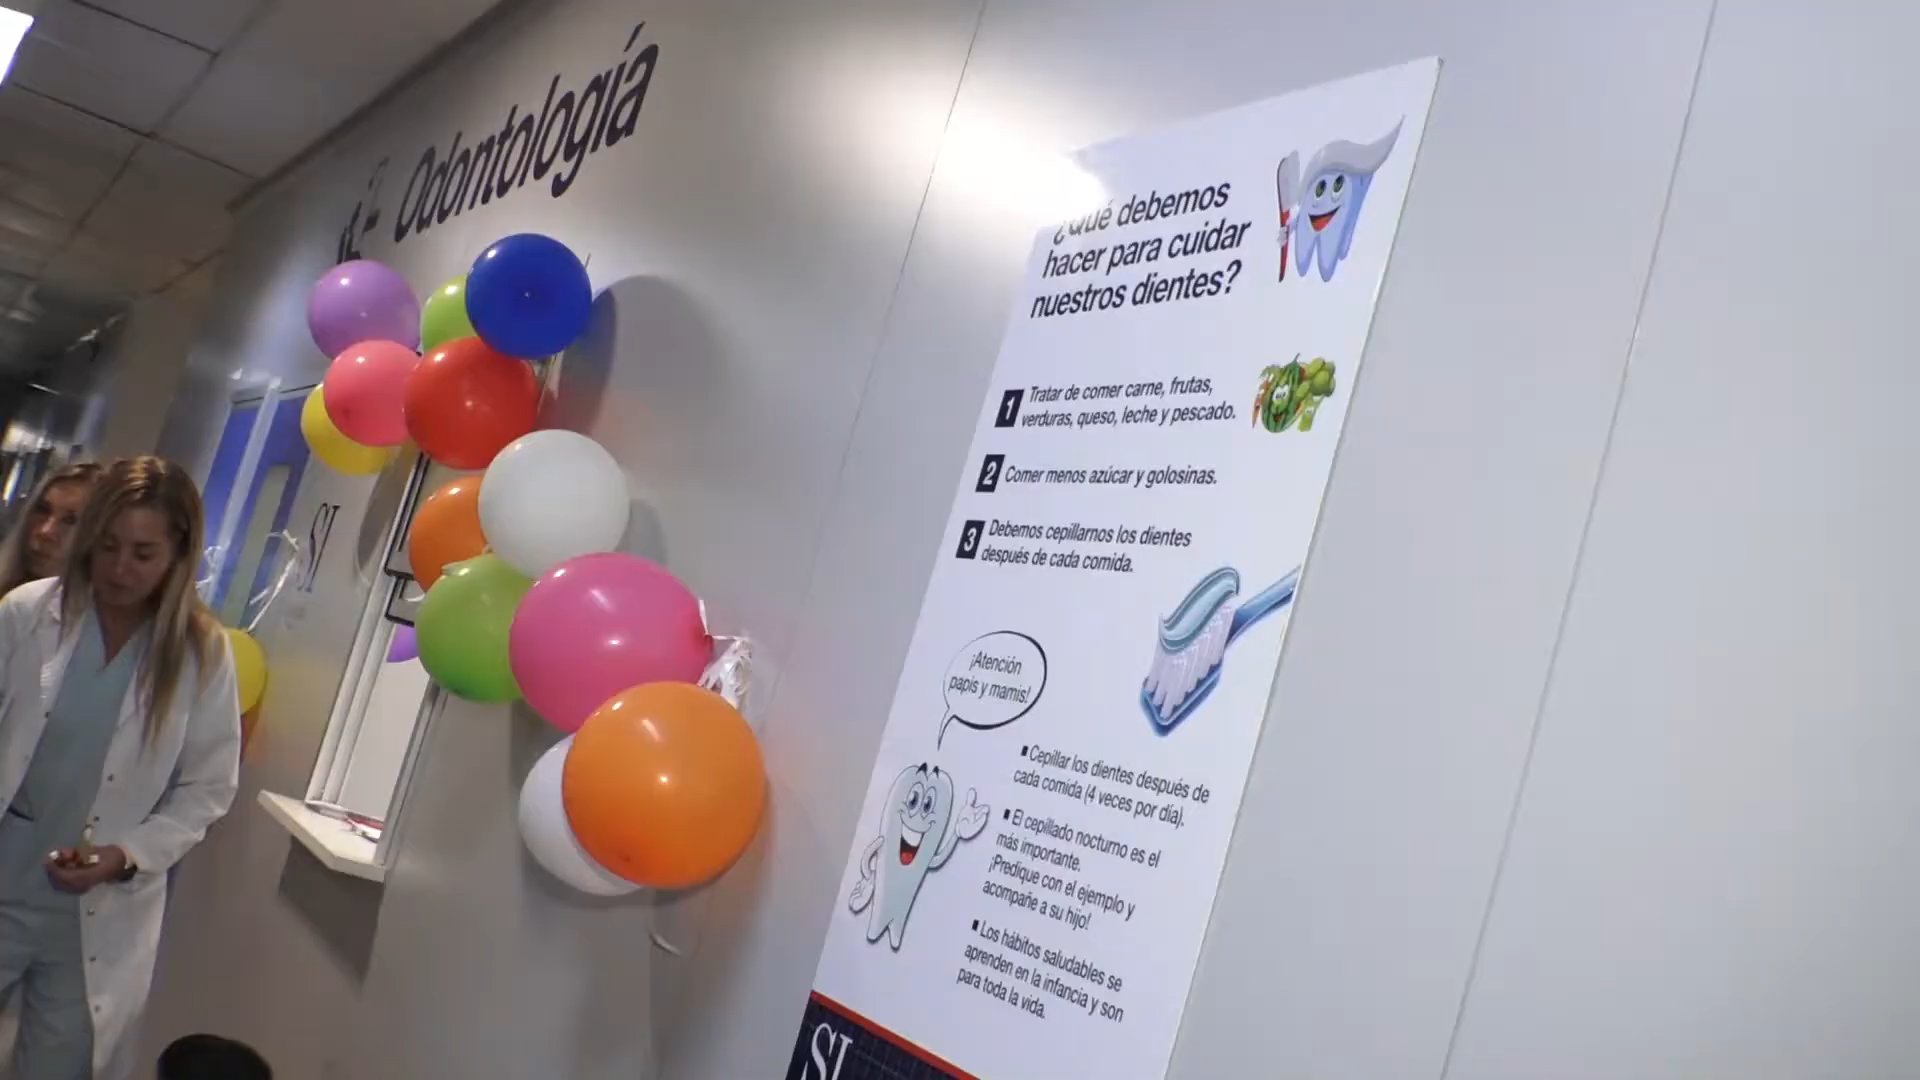 Odontología
¿Qué debemos
hacer para cuidar
nuestros dientes?
1 Tratar de comer carne, frutas,
verduras, queso, leche y pescado.
2 Comer menos azúcar y golosinas.
3 Debemos cepillarnos los dientes
después de cada comida.
¡Atención
papis y mamis!
▪ Cepillar los dientes después de
cada comida (4 veces por día).
▪ El cepillado nocturno es el
más importante.
¡Predique con el ejemplo y
acompañe a su hijo!
▪ Los hábitos saludables se
aprenden en la infancia y son
para toda la vida.
SI
SI